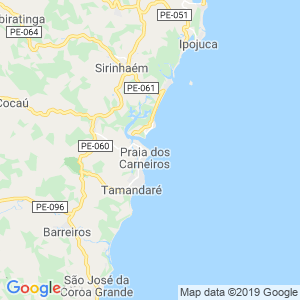 PE-051
biratinga
PE-064
Ipojuca
Sirinhaém
PE-061
Cocaú
PE-060
Praia dos
Carneiros
Tamandaré
PE-096
Barreiros
São José da
Coroa Grande
Google
Map data ©2019 Google